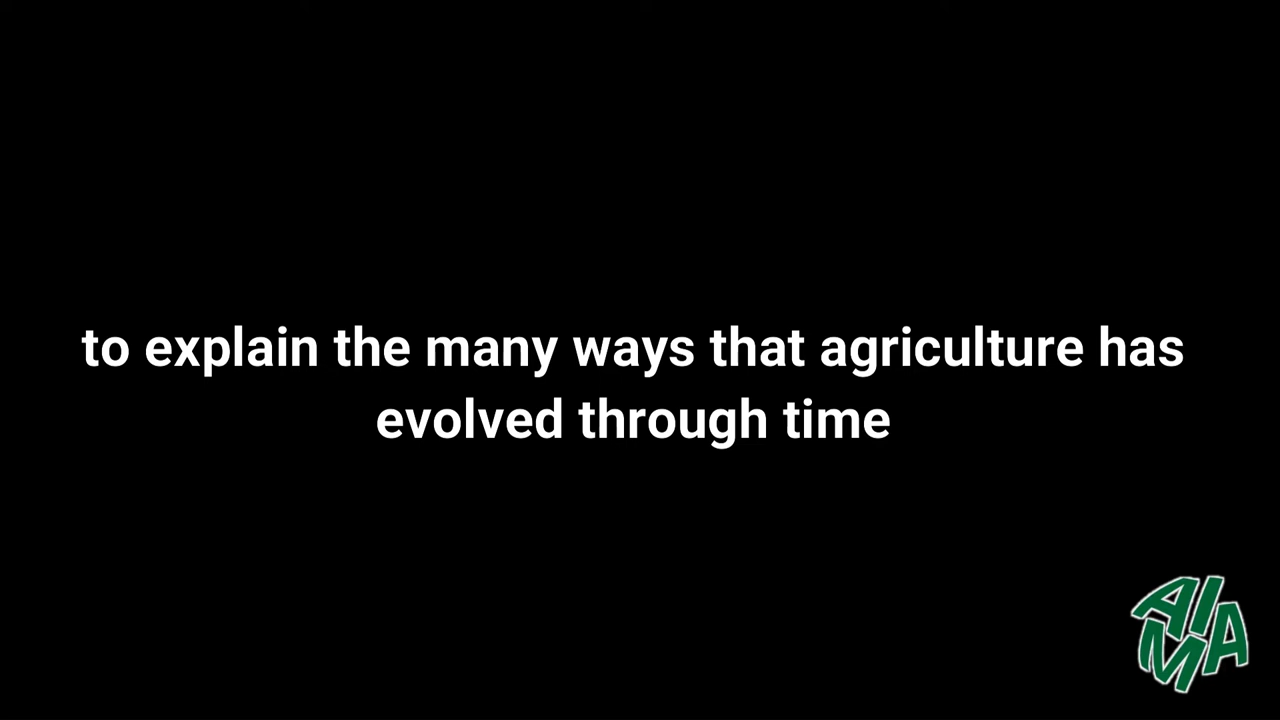 to explain the many ways that agriculture has
evolved through time
AIMA